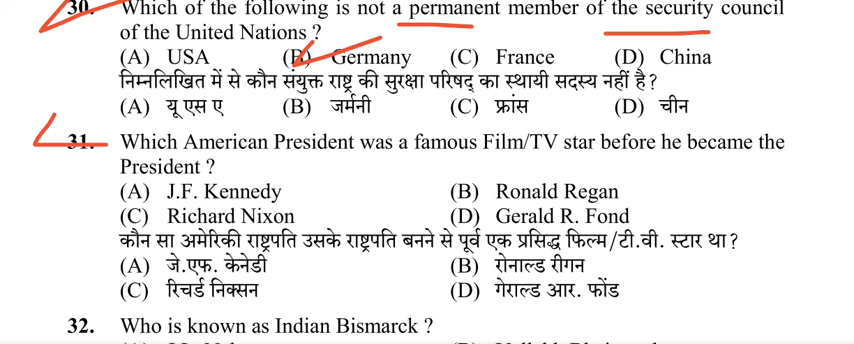 30. Which of the following is not a permanent member of the security council
of the United Nations ?
(A) USA (B) Germany (C) France (D) China
निम्नलिखित में से कौन संयुक्त राष्ट्र की सुरक्षा परिषद् का स्थायी सदस्य नहीं है ?
(A) यू एस ए (B) जर्मनी (C) फ्रांस (D) चीन
31. Which American President was a famous Film/TV star before he became the
President ?
(A) J.F. Kennedy (B) Ronald Regan
(C) Richard Nixon (D) Gerald R. Fond
कौन सा अमेरिकी राष्ट्रपति उसके राष्ट्रपति बनने से पूर्व एक प्रसिद्ध फिल्म/टी.वी. स्टार था ?
(A) जे.एफ. केनेडी (B) रोनाल्ड रीगन
(C) रिचर्ड निक्सन (D) गेराल्ड आर. फोंड
32. Who is known as Indian Bismarck ?